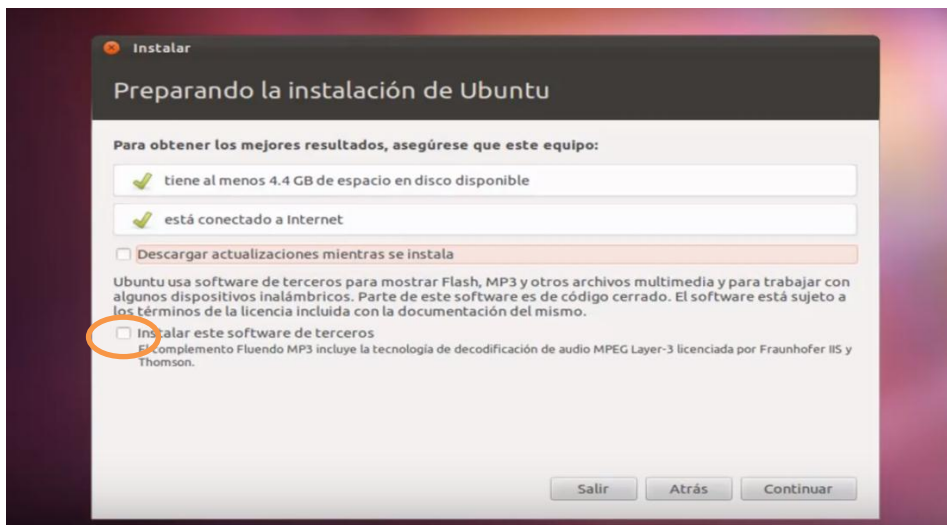 Instalar
Preparando la instalación de Ubuntu
Para obtener los mejores resultados, asegúrese que este equipo:
tiene al menos 4.4 GB de espacio en disco disponible
está conectado a Internet
Descargar actualizaciones mientras se instala
Ubuntu usa software de terceros para mostrar Flash, MP3 y otros archivos multimedia y para trabajar con
algunos dispositivos inalámbricos. Parte de este software es de código cerrado. El software está sujeto a
los términos de la licencia incluida con la documentación del mismo.
Instalar este software de terceros
El complemento Fluendo MP3 incluye la tecnología de decodificación de audio MPEG Layer-3 licenciada por Fraunhofer IIS y
Thomson.
Salir Atrás Continuar